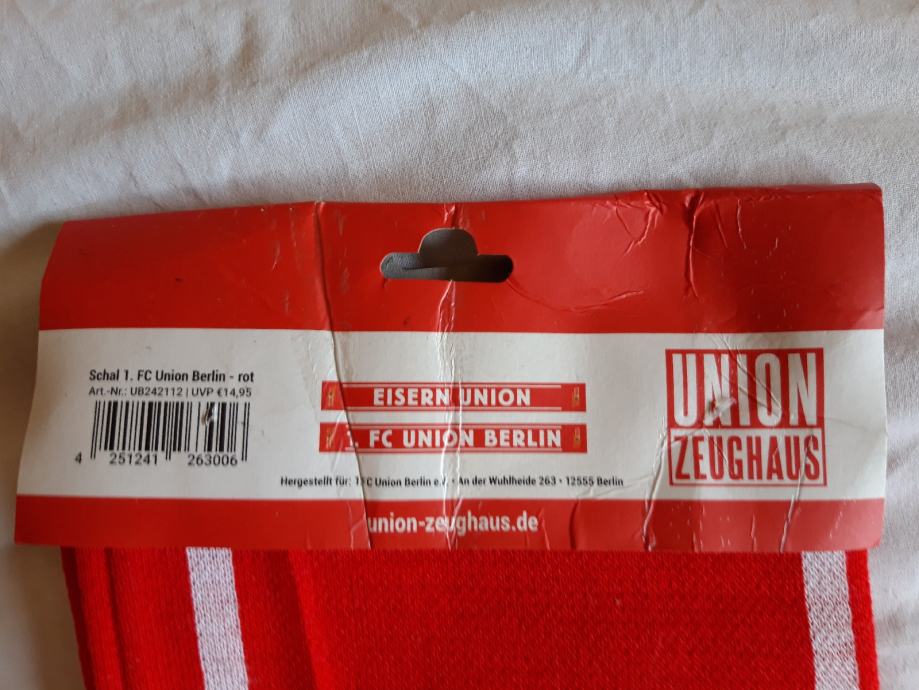 Schal 1. FC Union Berlin - rot
Art.-Nr.: UB242112 | UVP €14,95
4 251241 263006
EISERN UNION
1. FC UNION BERLIN
Hergestellt für: 1. FC Union Berlin e.V. • An der Wuhlheide 263 • 12555 Berlin
union-zeughaus.de
UNION
ZEUGHAUS